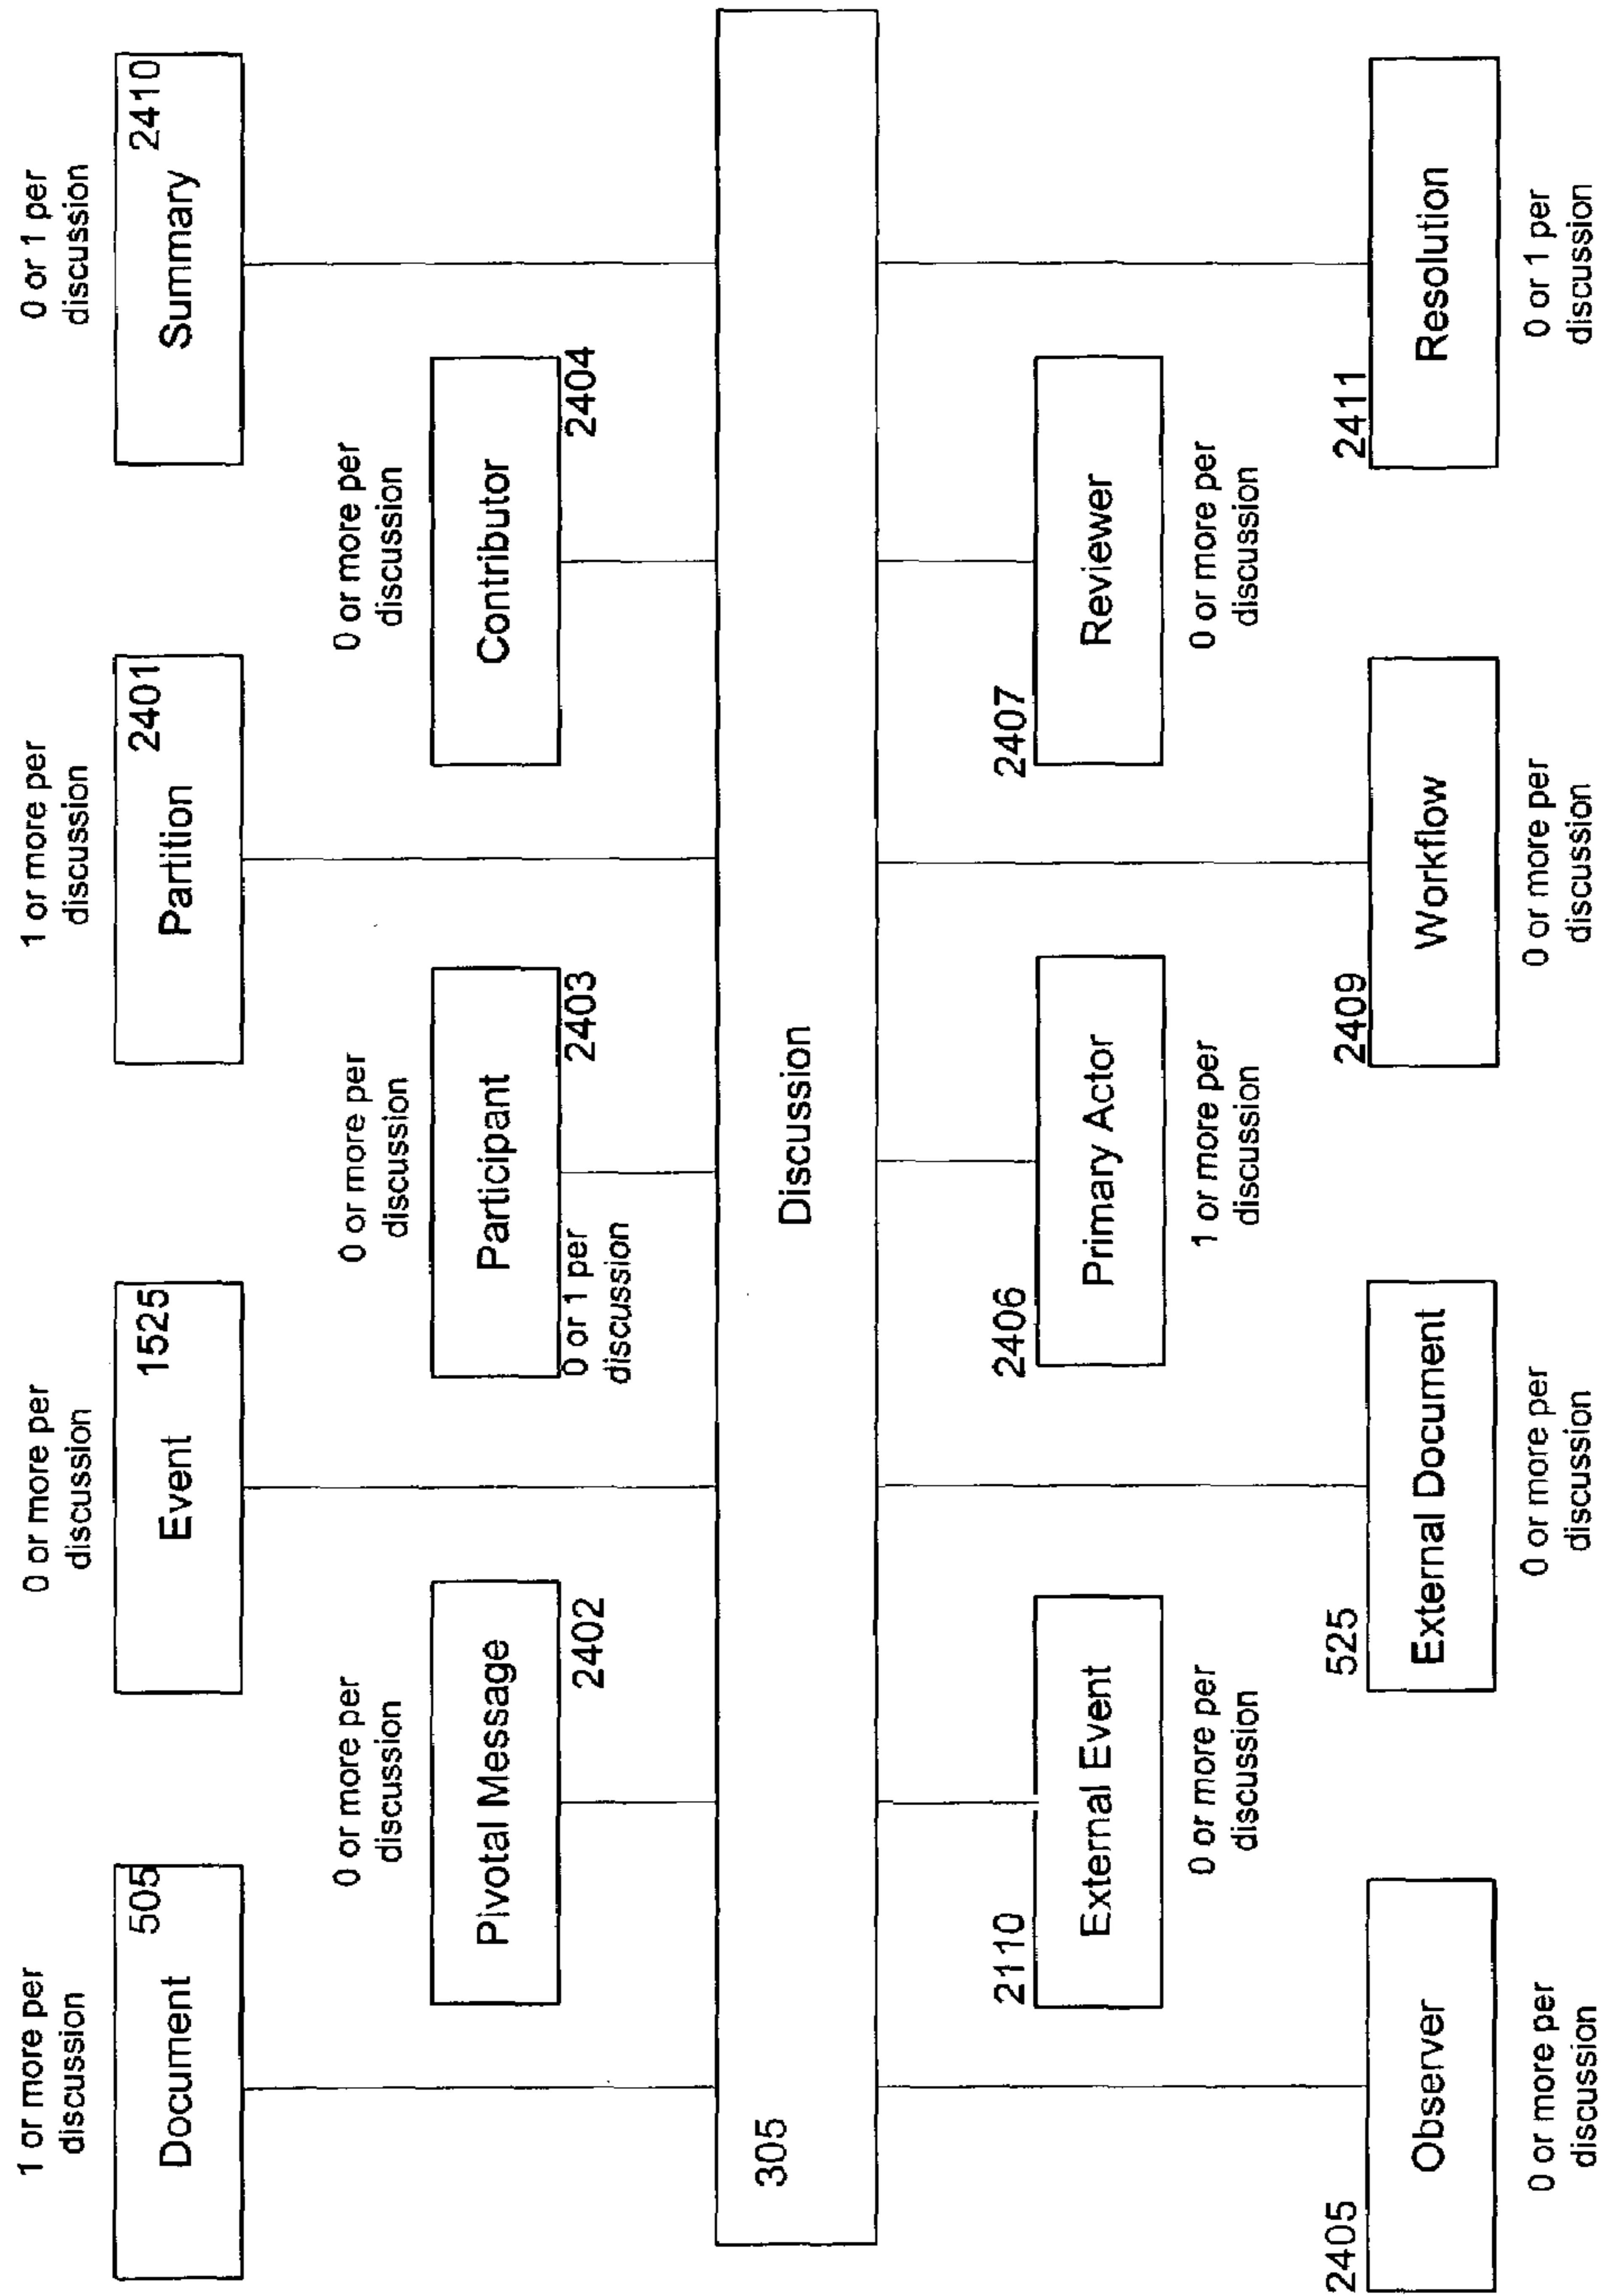 1 or more per
discussion
Document
505
0 or more per
discussion
Event
1525
1 or more per
discussion
Partition
2401
0 or 1 per
discussion
Summary
2410
0 or more per
discussion
Pivotal Message
2402
0 or more per
discussion
Participant
2403
0 or 1 per
discussion
0 or more per
discussion
Contributor
2404
305
Discussion
2110
External Event
0 or more per
discussion
2406
Primary Actor
1 or more per
discussion
2407
Reviewer
0 or more per
discussion
2405
Observer
0 or more per
discussion
525
External Document
0 or more per
discussion
2409
Workflow
0 or more per
discussion
2411
Resolution
0 or 1 per
discussion